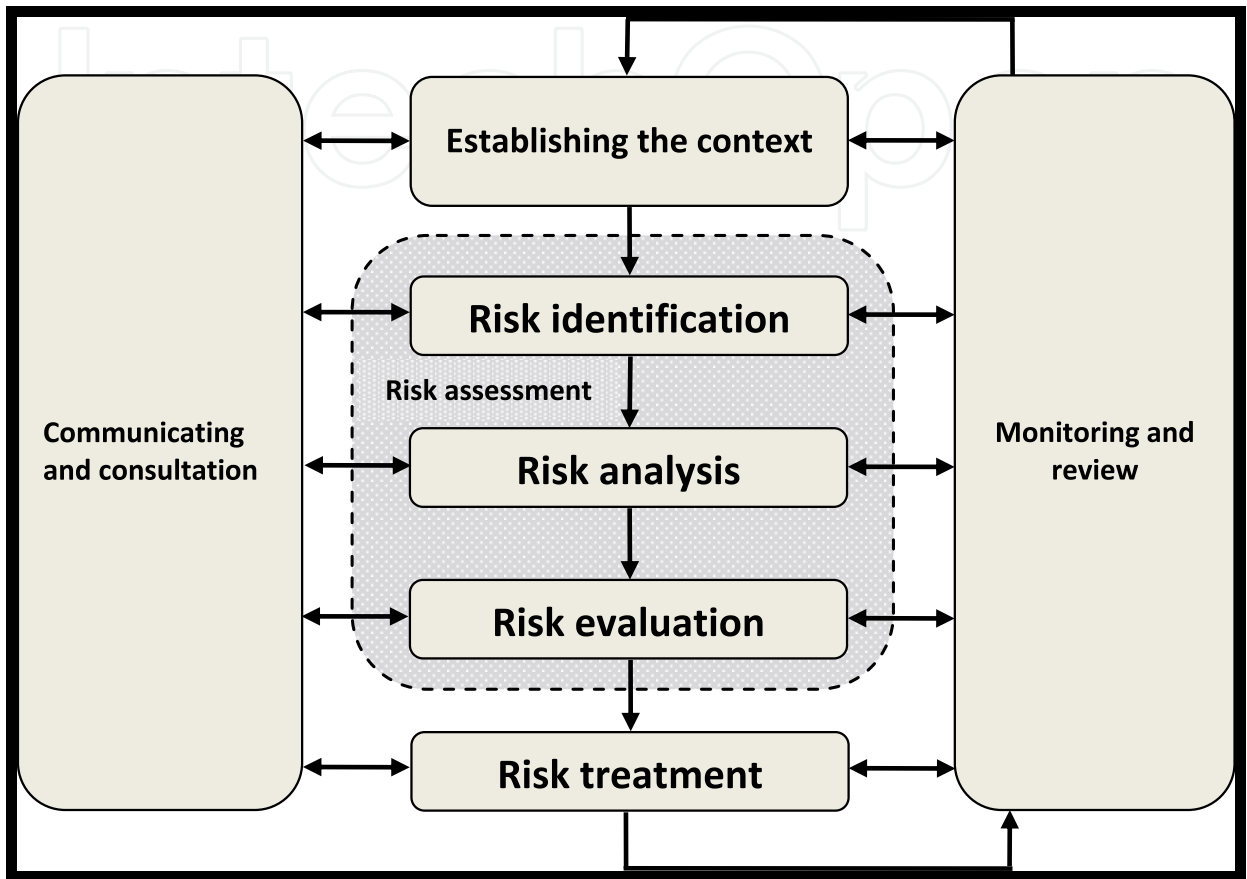 IntechOpen
Establishing the context
Risk identification
Risk assessment
Communicating
and consultation
Risk analysis
Monitoring and
review
Risk evaluation
Risk treatment